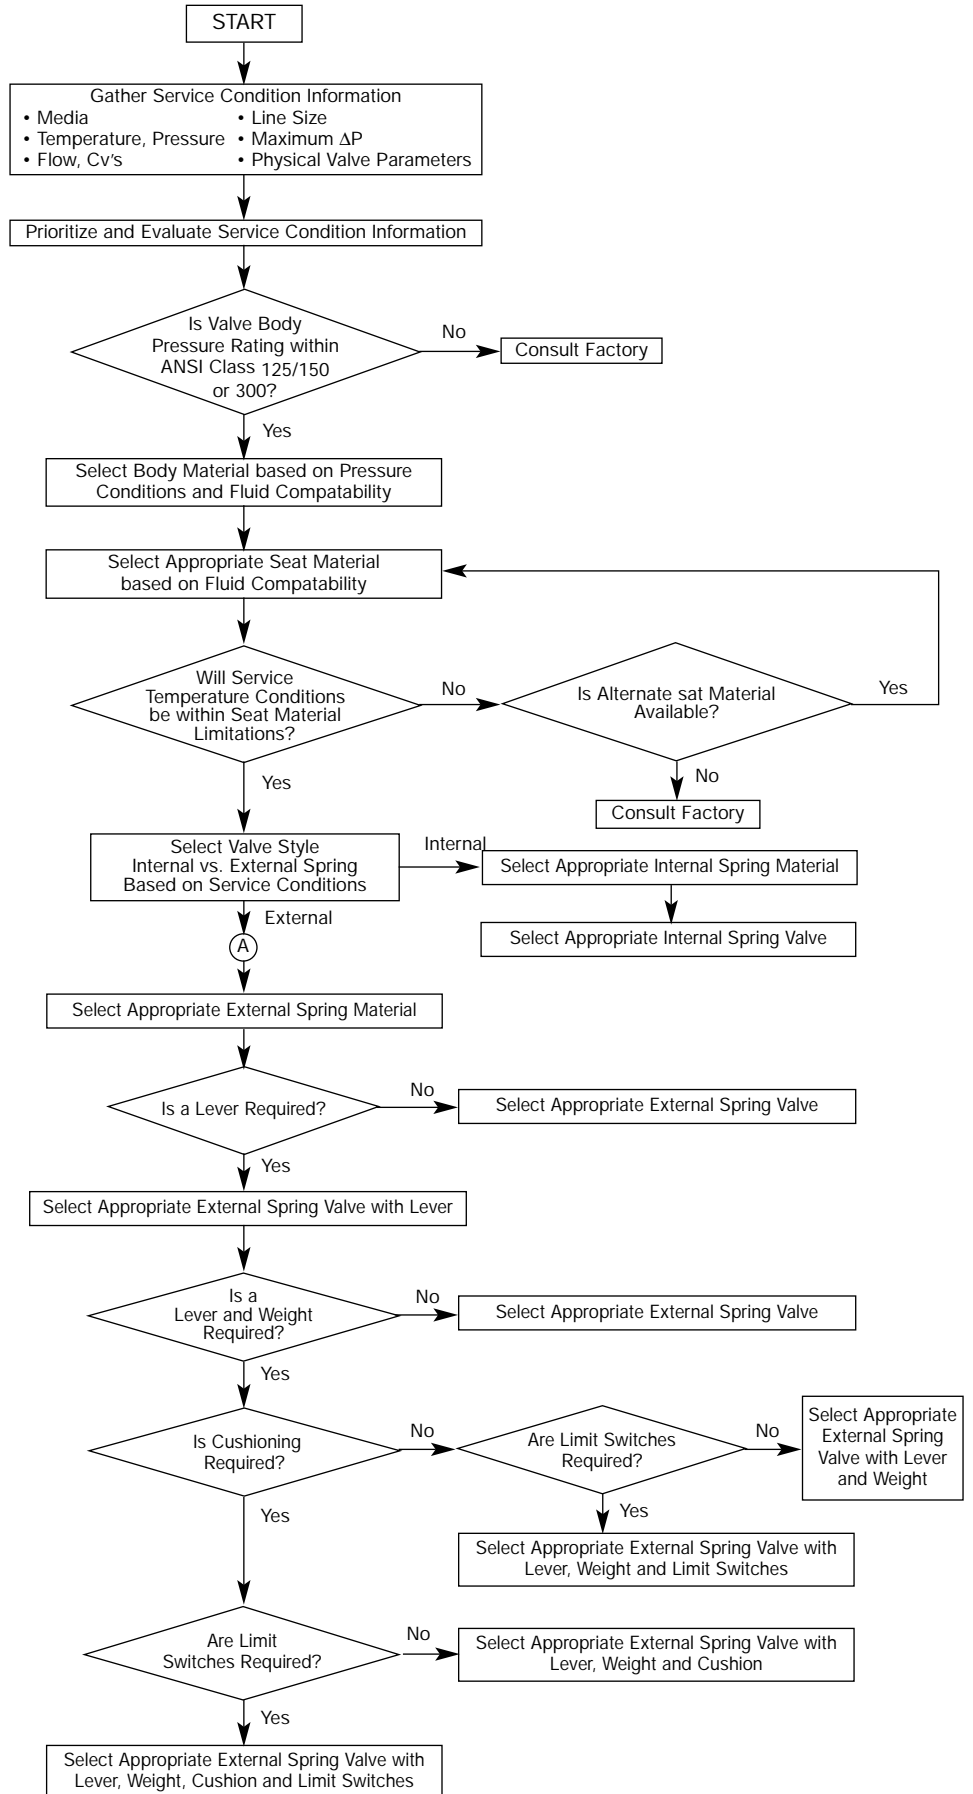 START
Gather Service Condition Information
• Media
• Temperature, Pressure
• Flow, Cv's
• Line Size
• Maximum ΔP
• Physical Valve Parameters
Prioritize and Evaluate Service Condition Information
Is Valve Body
Pressure Rating within
ANSI Class 125/150
or 300?
No
Consult Factory
Yes
Select Body Material based on Pressure
Conditions and Fluid Compatability
Select Appropriate Seat Material
based on Fluid Compatability
Will Service
Temperature Conditions
be within Seat Material
Limitations?
No
Is Alternate sat Material
Available?
Yes
No
Consult Factory
Yes
Select Valve Style
Internal vs. External Spring
Based on Service Conditions
Internal
Select Appropriate Internal Spring Material
Select Appropriate Internal Spring Valve
External
A
Select Appropriate External Spring Material
Is a Lever Required?
No
Select Appropriate External Spring Valve
Yes
Select Appropriate External Spring Valve with Lever
Is a
Lever and Weight
Required?
No
Select Appropriate External Spring Valve
Yes
Is Cushioning
Required?
No
Are Limit Switches
Required?
No
Select Appropriate
External Spring
Valve with Lever
and Weight
Yes
Select Appropriate External Spring Valve with
Lever, Weight and Limit Switches
Yes
Are Limit
Switches Required?
No
Select Appropriate External Spring Valve with
Lever, Weight and Cushion
Yes
Select Appropriate External Spring Valve with
Lever, Weight, Cushion and Limit Switches